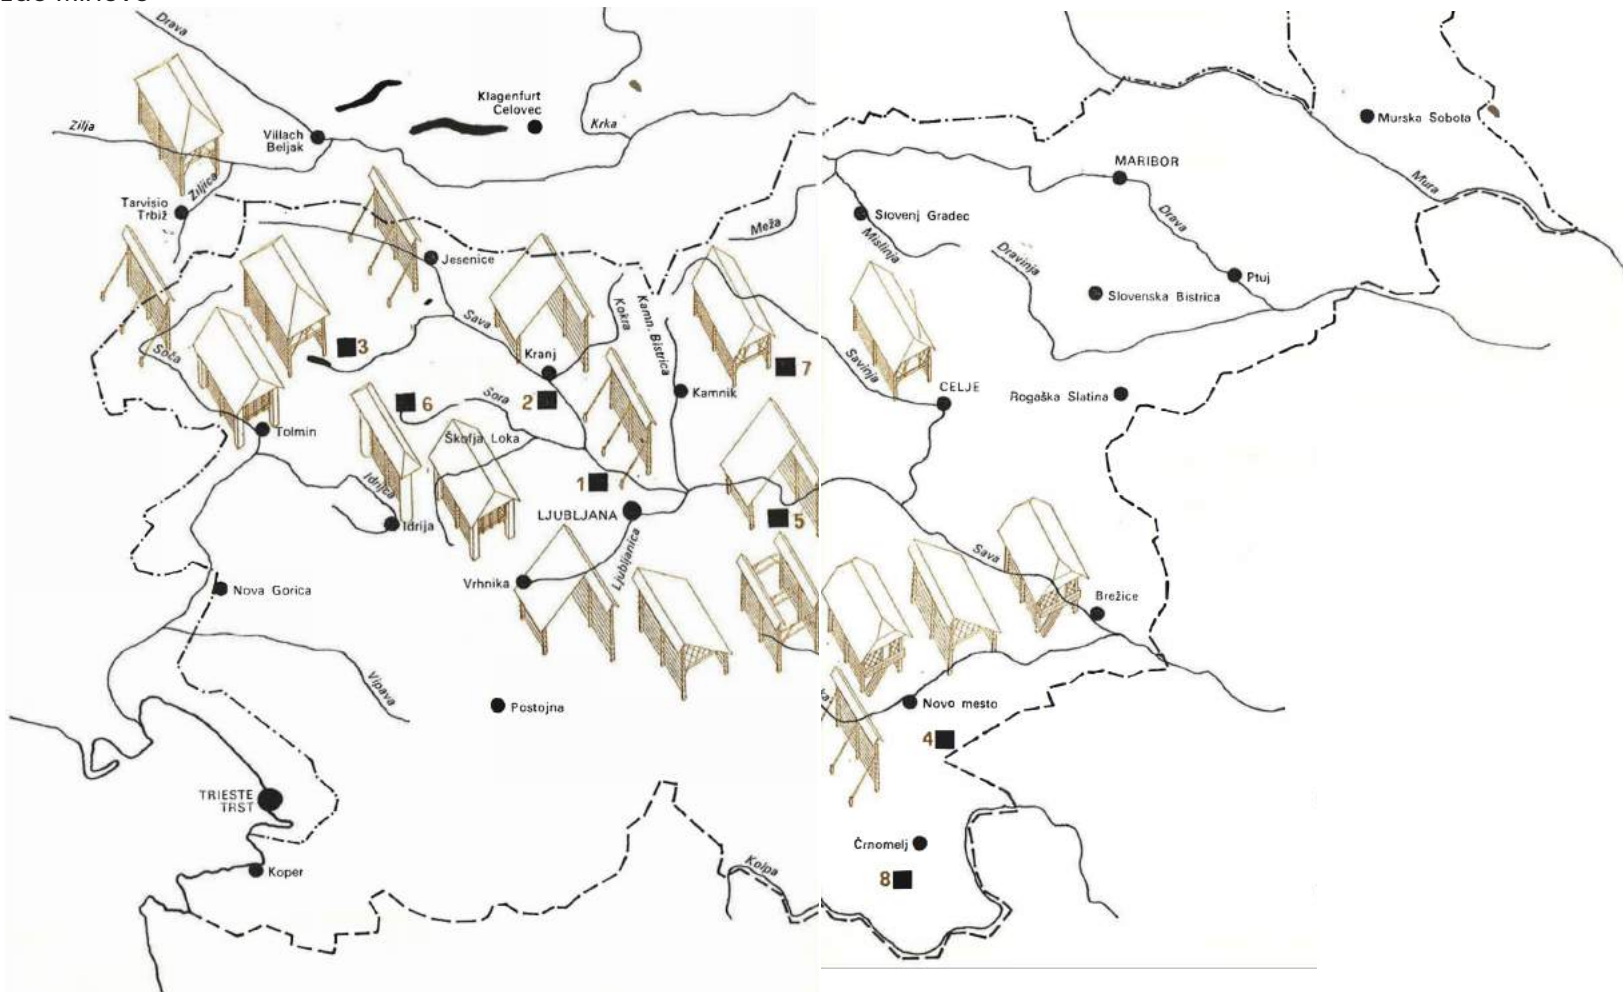 Drava
Klagenfurt
Celovec
Krka
Zilja
Villach
Beljak
Murska Sobota
MARIBOR
Mura
Ziljica
Tarvisio
Trbiž
Slovenj Gradec
Meža
Mislinja
Drava
Dravinja
Jesenice
Ptuj
Slovenska Bistrica
Kokra
Kamn. Bistrica
Sava
Soča
3
Kranj
7
Savinja
CELJE
Kamnik
Rogaška Slatina
6
Sora
2
Tolmin
Škofja Loka
Idrijca
1
LJUBLJANA
5
Idrija
Sava
Vrhnika
Ljubljanica
Nova Gorica
Brežice
Vipava
Postojna
Novo mesto
4
TRIESTE
TRST
Črnomelj
Koper
Kolpa
8